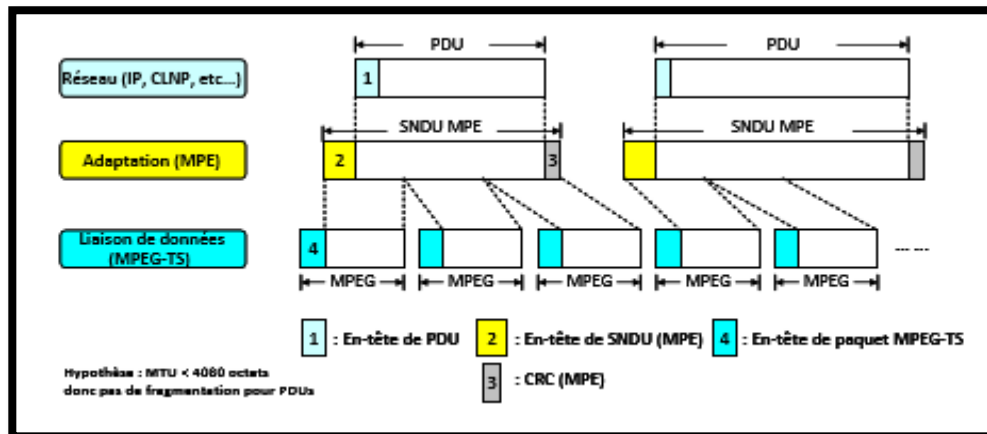 PDU PDU
Réseau (IP, CLNP, etc...) 1
SNDU MPE SNDU MPE
Adaptation (MPE) 2 3
Liaison de données
(MPEG-TS) 4
MPEG MPEG MPEG MPEG MPEG
1 : En-tête de PDU 2 : En-tête de SNDU (MPE) 4 : En-tête de paquet MPEG-TS
Hypothèse : MTU < 4080 octets
donc pas de fragmentation pour PDUs
3 : CRC (MPE)